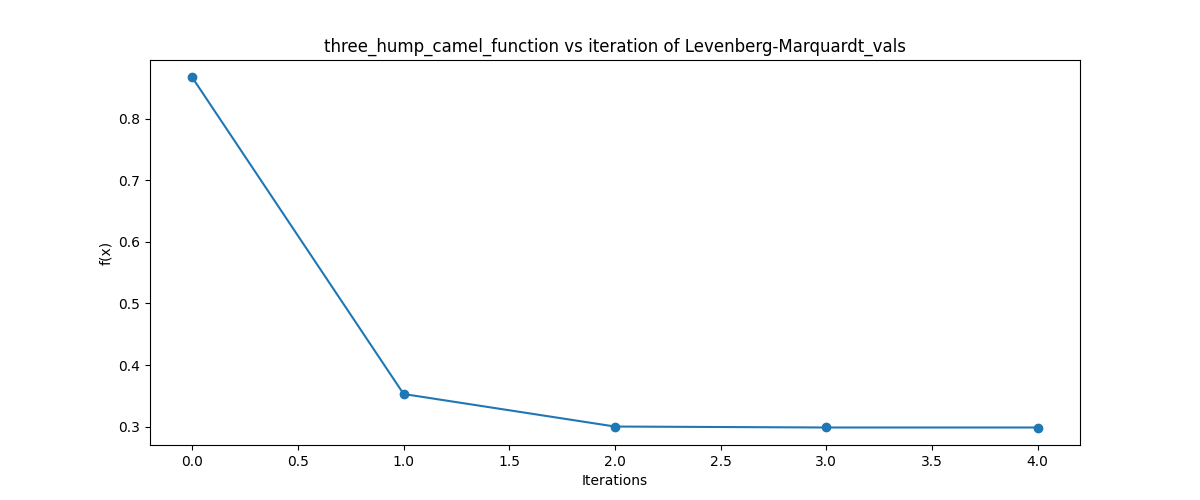 three_hump_camel_function vs iteration of Levenberg-Marquardt_vals
0.8
0.7
0.6
0.5
0.4
0.3
f(x)
0.0 0.5 1.0 1.5 2.0 2.5 3.0 3.5 4.0
Iterations